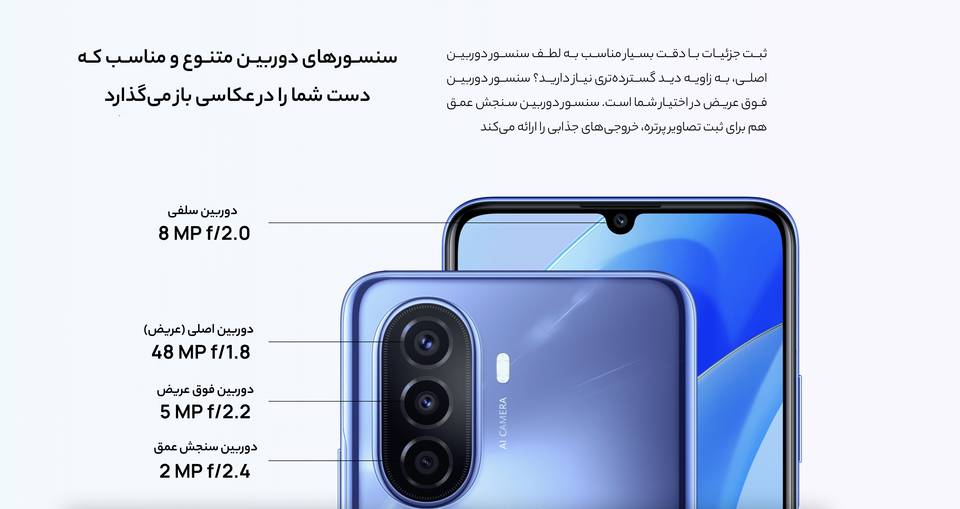 سنسورهای دوربین متنوع و مناسب که
دست شما را در عکاسی باز می‌گذارد
ثبت جزئیات با دقت بسیار مناسب به لطف سنسور دوربین
اصلی، به زاویه دید گسترده‌تری نیاز دارید؟ سنسور دوربین
فوق عریض در اختیار شما است. سنسور دوربین سنجش عمق
هم برای ثبت تصاویر پرتره، خروجی‌های جذابی را ارائه می‌کند
دوربین سلفی
8 MP f/2.0
دوربین اصلی (عریض)
48 MP f/1.8
دوربین فوق عریض
5 MP f/2.2
دوربین سنجش عمق
2 MP f/2.4
AI CAMERA